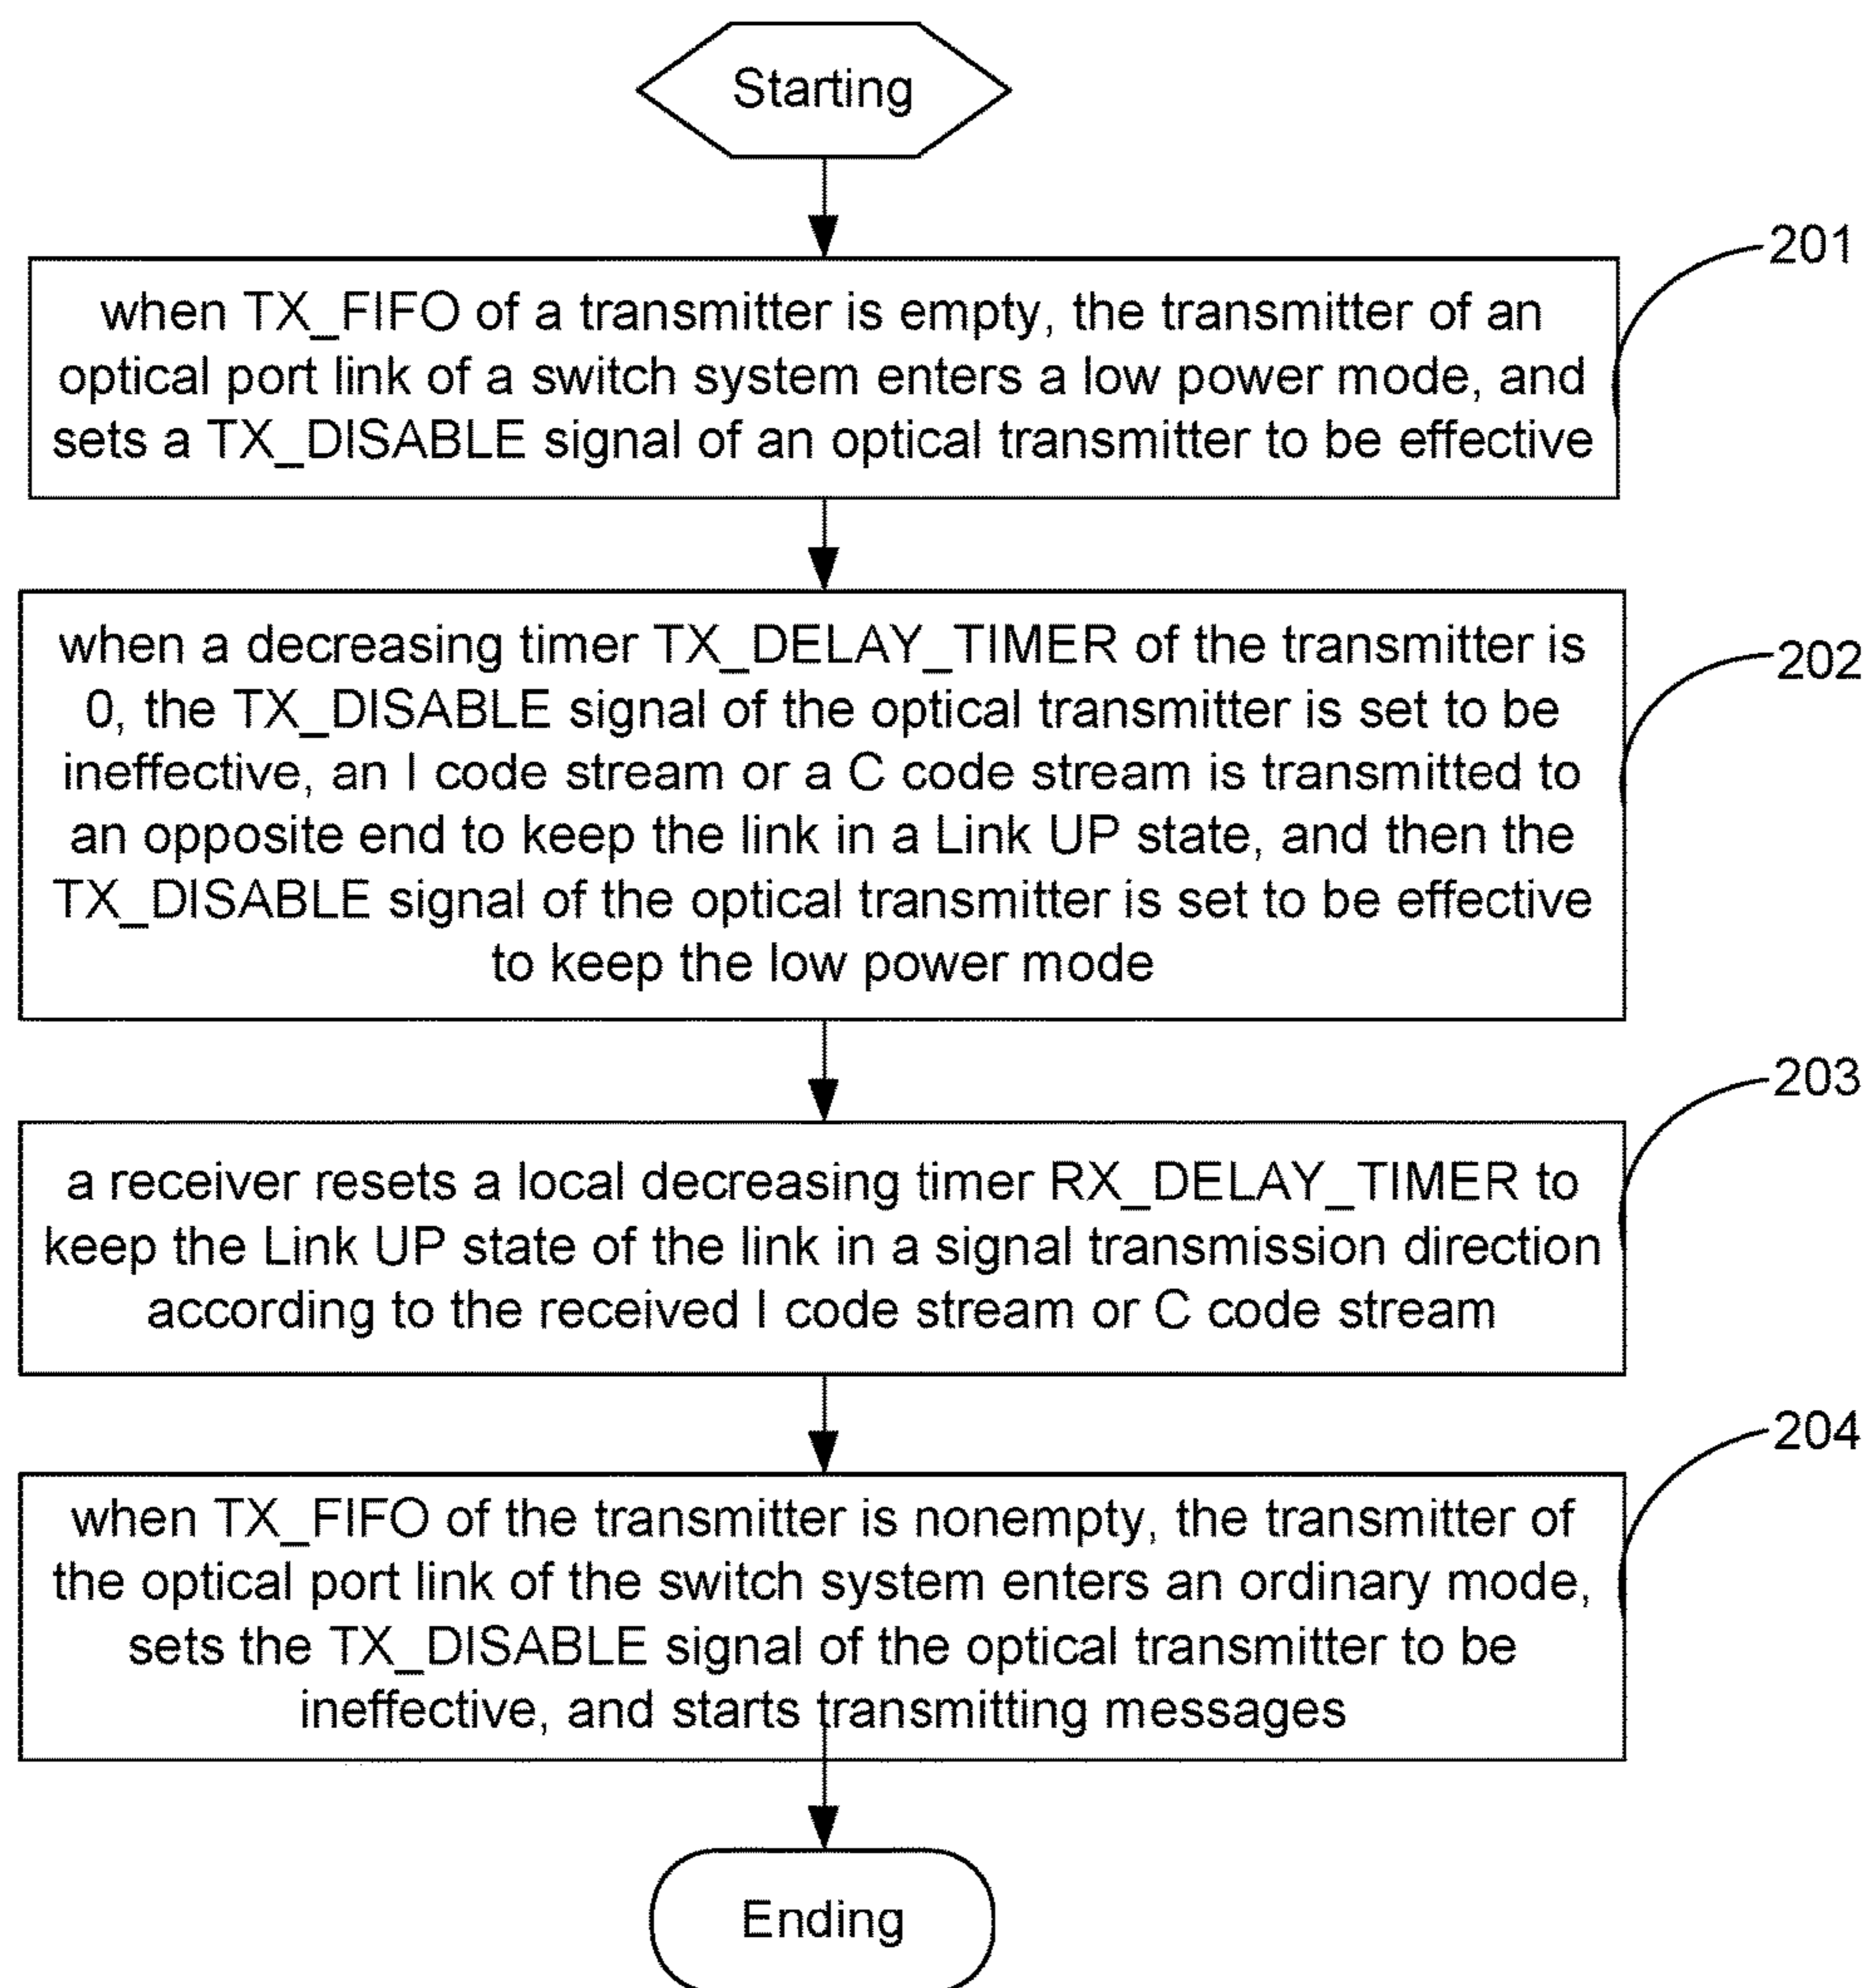 Starting
201
when TX_FIFO of a transmitter is empty, the transmitter of an
optical port link of a switch system enters a low power mode, and
sets a TX_DISABLE signal of an optical transmitter to be effective
202
when a decreasing timer TX_DELAY_TIMER of the transmitter is
0, the TX_DISABLE signal of the optical transmitter is set to be
ineffective, an I code stream or a C code stream is transmitted to
an opposite end to keep the link in a Link UP state, and then the
TX_DISABLE signal of the optical transmitter is set to be effective
to keep the low power mode
203
a receiver resets a local decreasing timer RX_DELAY_TIMER to
keep the Link UP state of the link in a signal transmission direction
according to the received I code stream or C code stream
204
when TX_FIFO of the transmitter is nonempty, the transmitter of
the optical port link of the switch system enters an ordinary mode,
sets the TX_DISABLE signal of the optical transmitter to be
ineffective, and starts transmitting messages
Ending